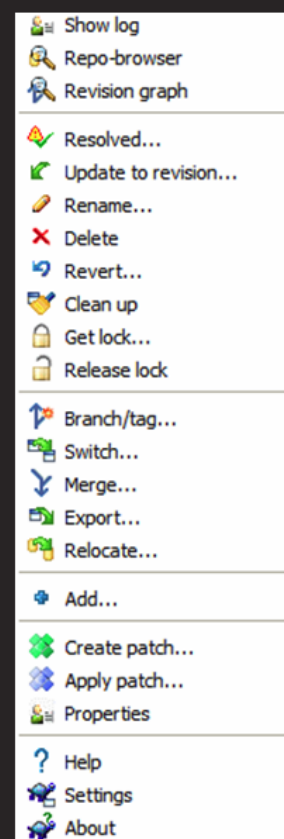 Show log
Repo-browser
Revision graph
Resolved...
Update to revision...
Rename...
Delete
Revert...
Clean up
Get lock...
Release lock
Branch/tag...
Switch...
Merge...
Export...
Relocate...
Add...
Create patch...
Apply patch...
Properties
Help
Settings
About